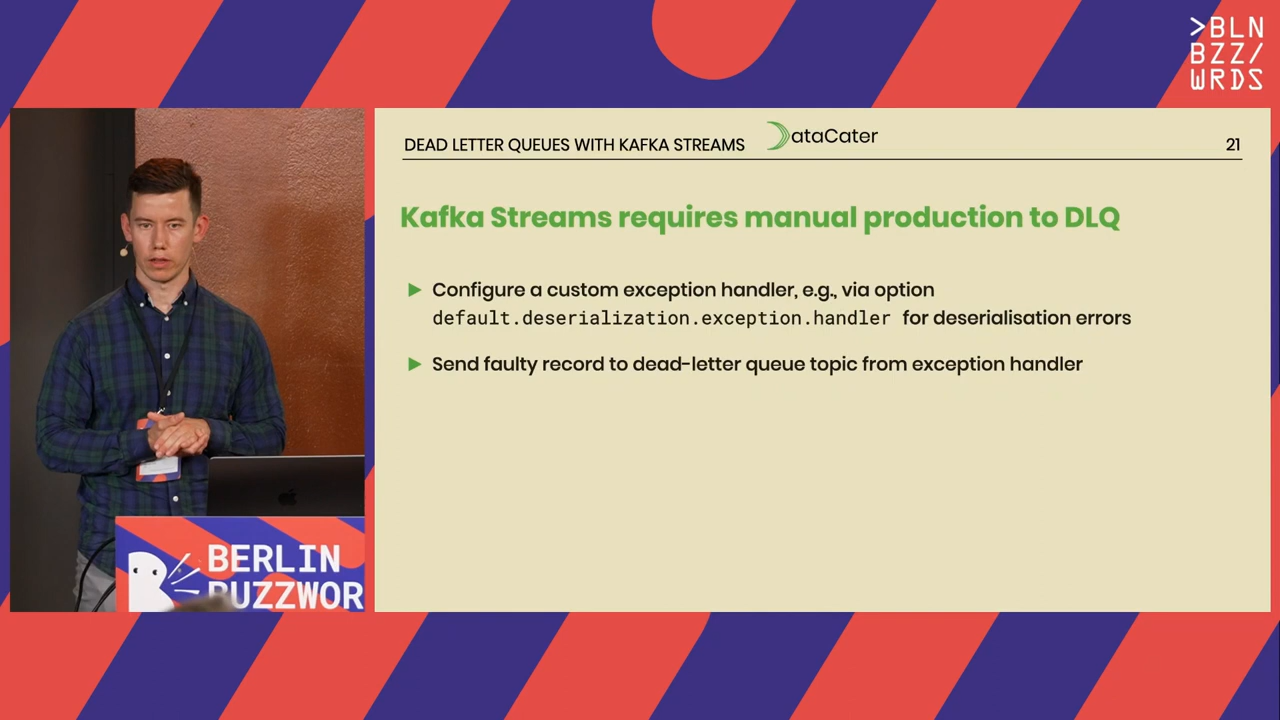 >BLN
BZZ/
WRDS
DEAD LETTER QUEUES WITH KAFKA STREAMS
DataCater
21
Kafka Streams requires manual production to DLQ
Configure a custom exception handler, e.g., via option
default.deserialization.exception.handler for deserialisation errors
Send faulty record to dead-letter queue topic from exception handler
BERLIN
BUZZWOR